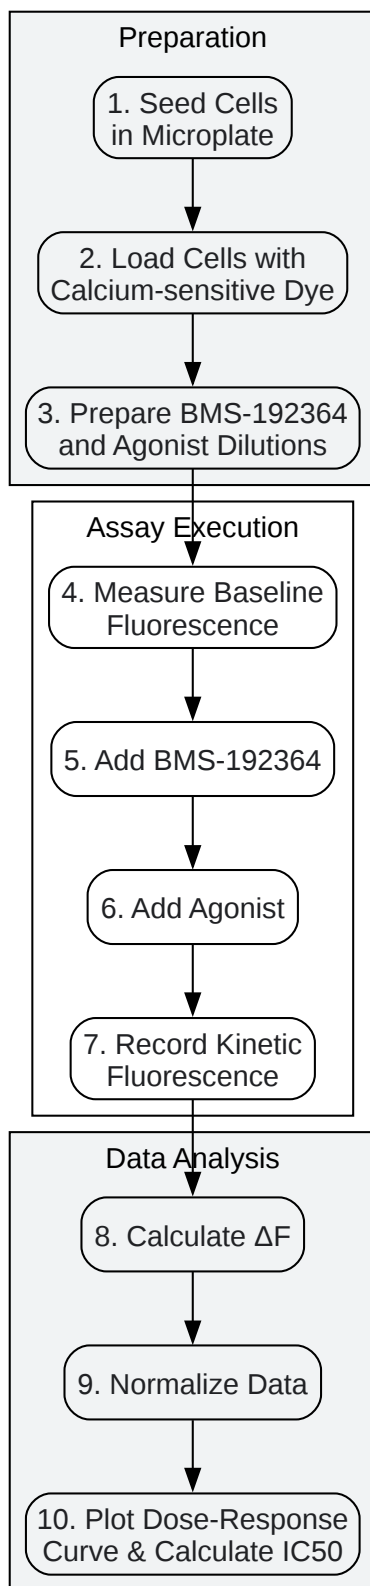 Preparation
1. Seed Cells
in Microplate
2. Load Cells with
Calcium-sensitive Dye
3. Prepare BMS-192364
and Agonist Dilutions
Assay Execution
4. Measure Baseline
Fluorescence
5. Add BMS-192364
6. Add Agonist
7. Record Kinetic
Fluorescence
Data Analysis
8. Calculate ΔF
9. Normalize Data
10. Plot Dose-Response
Curve & Calculate IC50